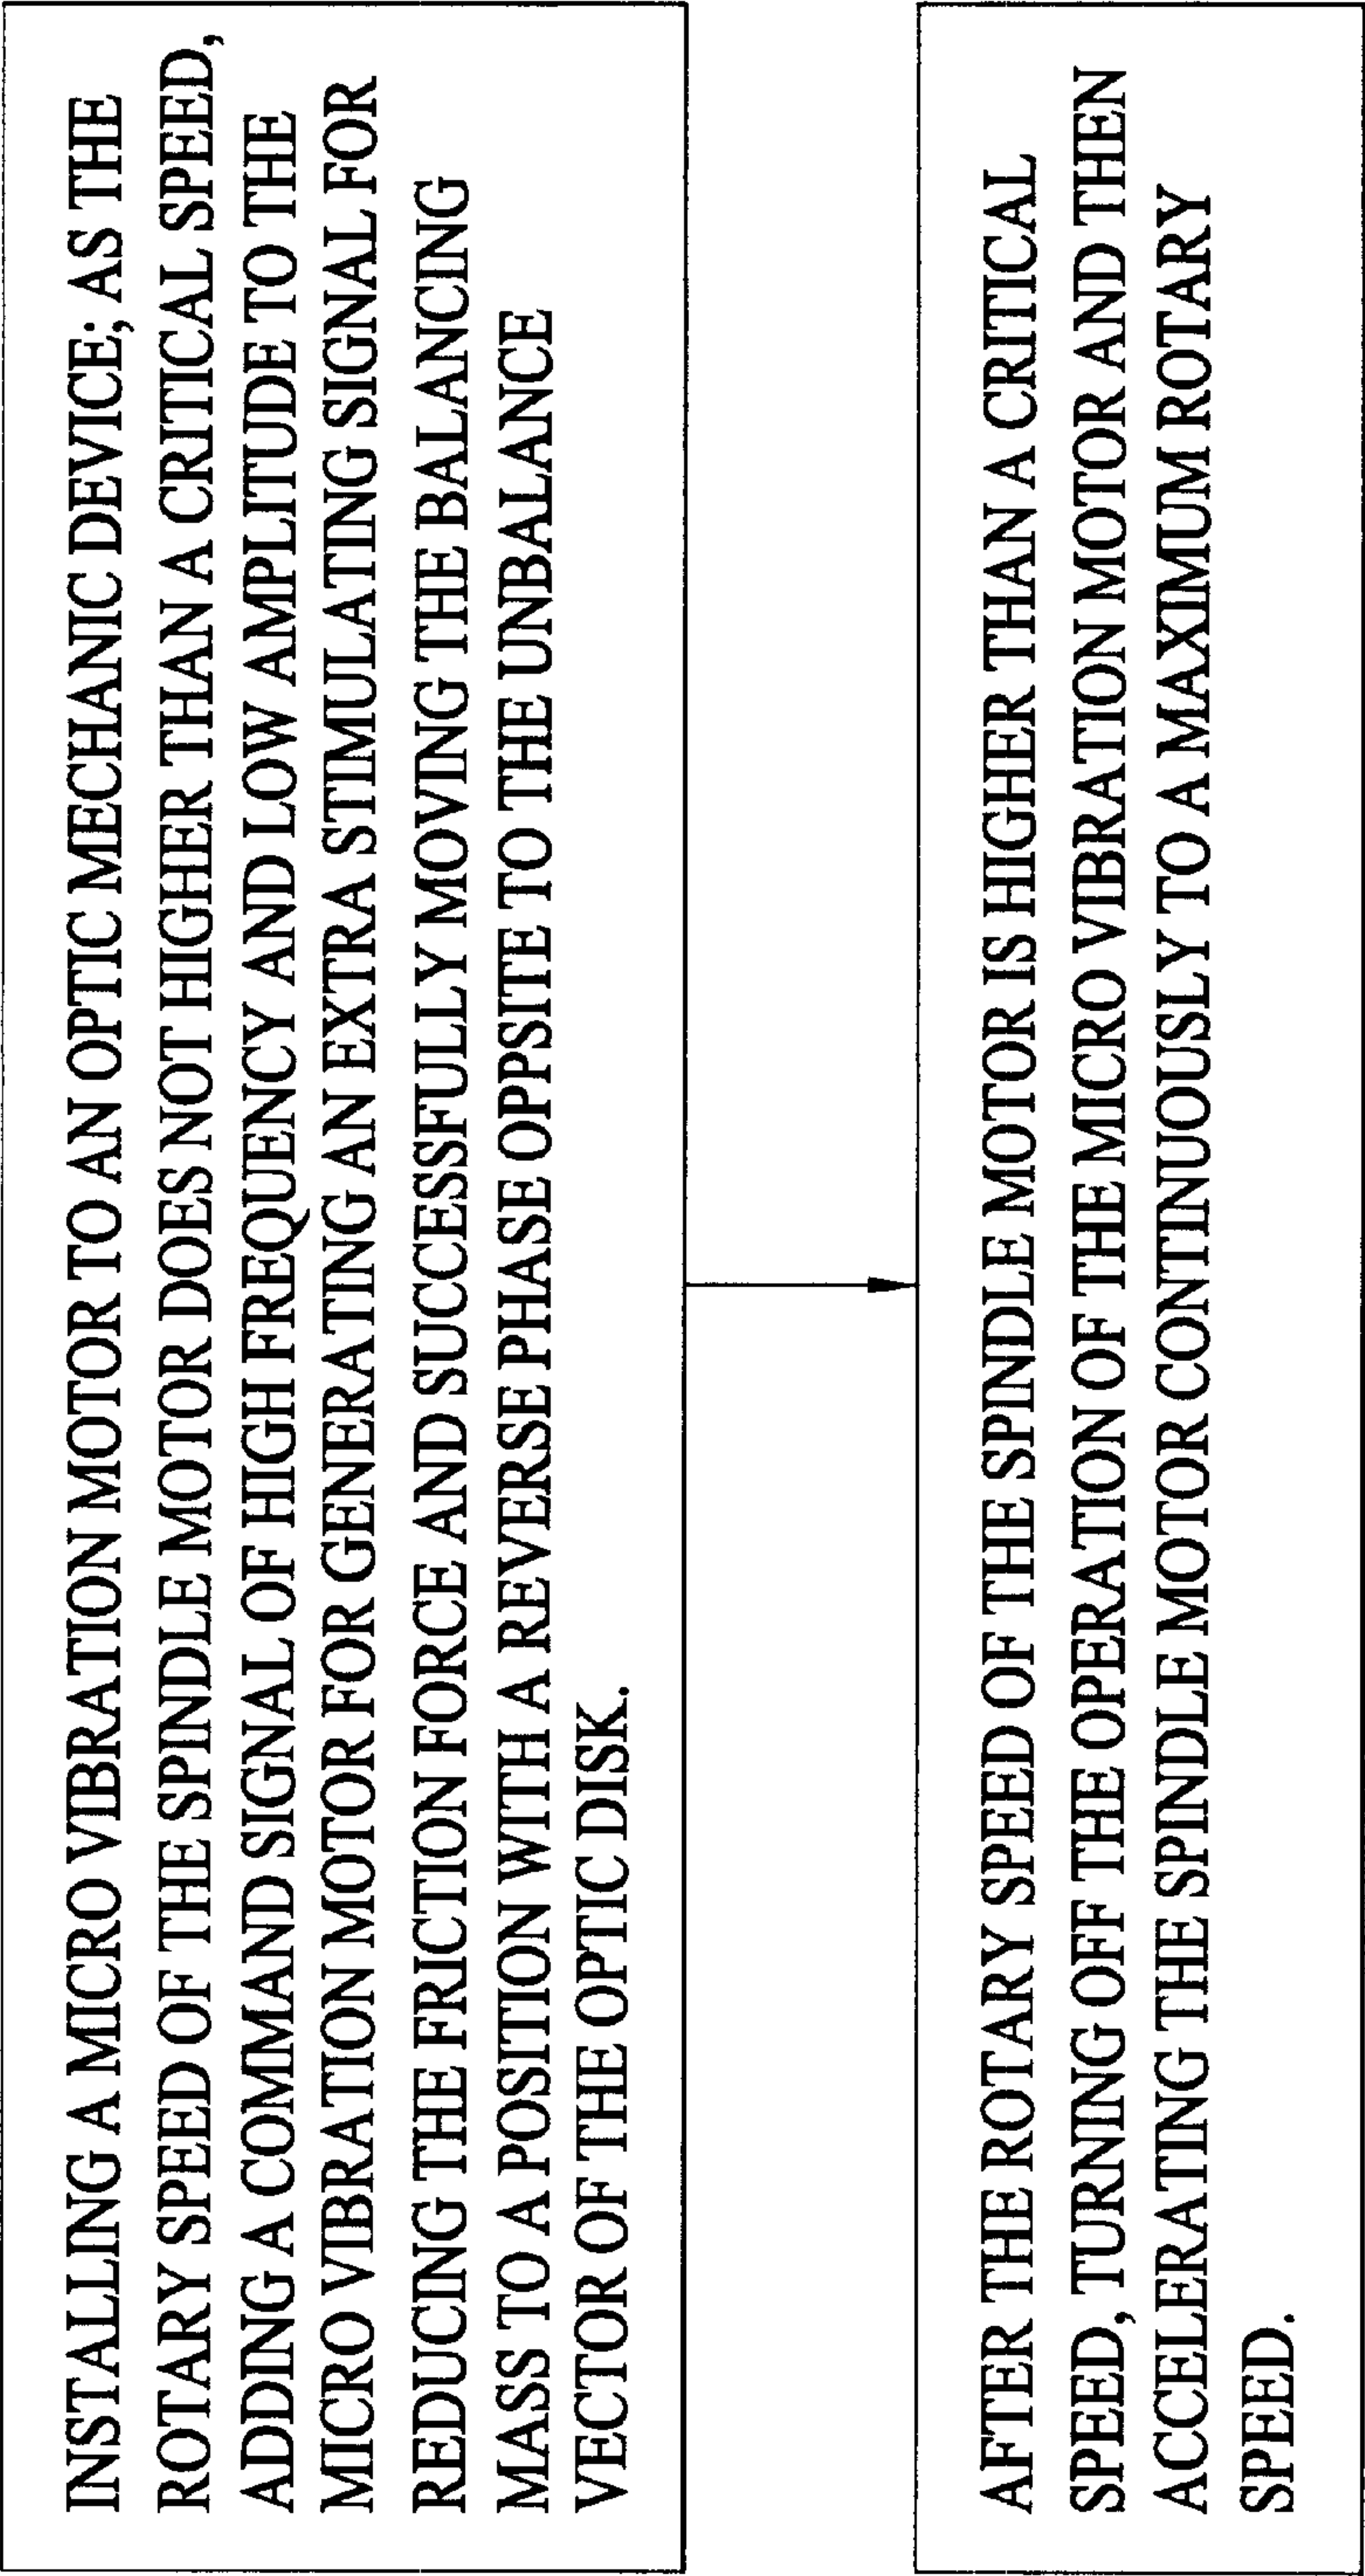 INSTALLING A MICRO VIBRATION MOTOR TO AN OPTIC MECHANIC DEVICE; AS THE
ROTARY SPEED OF THE SPINDLE MOTOR DOES NOT HIGHER THAN A CRITICAL SPEED,
ADDING A COMMAND SIGNAL OF HIGH FREQUENCY AND LOW AMPLITUDE TO THE
MICRO VIBRATION MOTOR FOR GENERATING AN EXTRA STIMULATING SIGNAL FOR
REDUCING THE FRICTION FORCE AND SUCCESSFULLY MOVING THE BALANCING
MASS TO A POSITION WITH A REVERSE PHASE OPPSITE TO THE UNBALANCE
VECTOR OF THE OPTIC DISK.
AFTER THE ROTARY SPEED OF THE SPINDLE MOTOR IS HIGHER THAN A CRITICAL
SPEED, TURNING OFF THE OPERATION OF THE MICRO VIBRATION MOTOR AND THEN
ACCELERATING THE SPINDLE MOTOR CONTINUOUSLY TO A MAXIMUM ROTARY
SPEED.